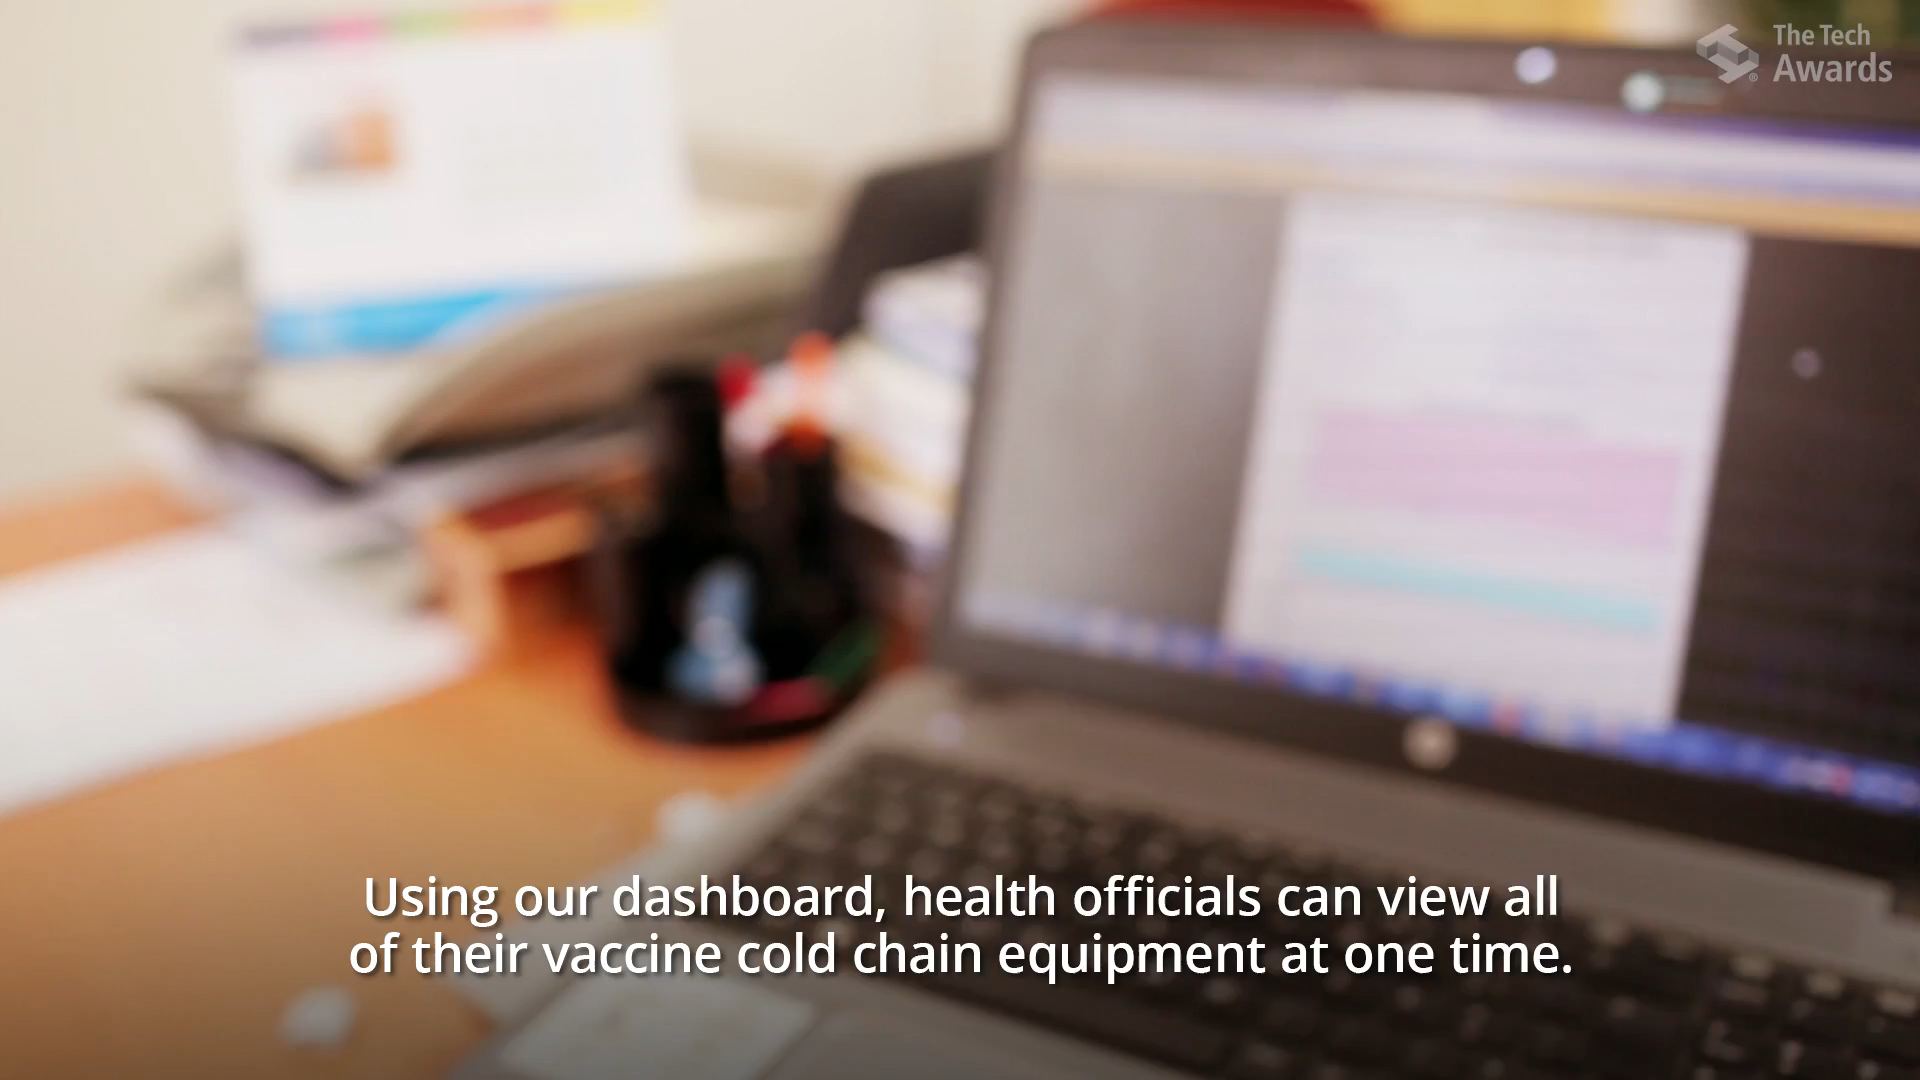 The Tech
Awards
Using our dashboard, health officials can view all
of their vaccine cold chain equipment at one time.